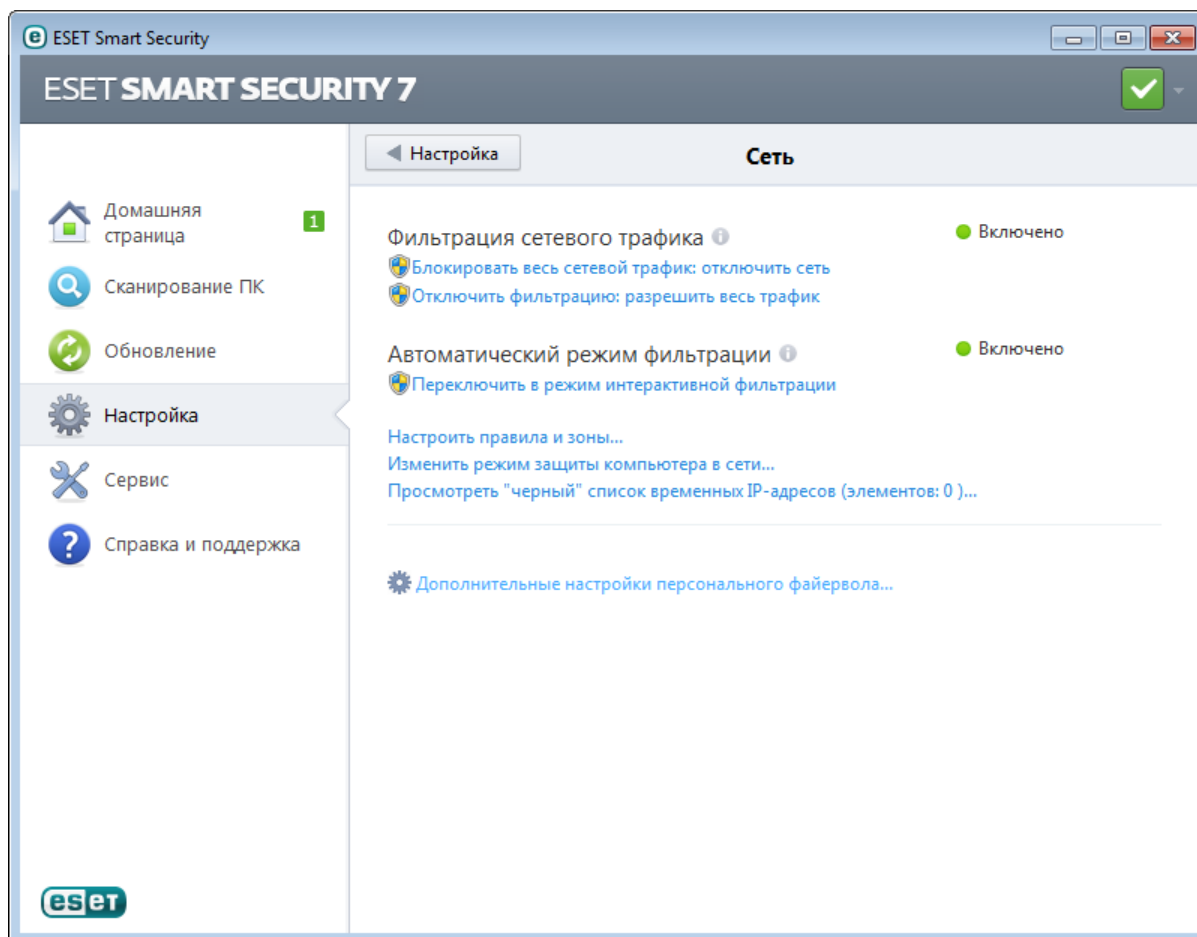 ESET Smart Security
ESET SMART SECURITY 7
Настройка
Сеть
Домашняя
страница
1
Сканирование ПК
Обновление
Настройка
Сервис
Справка и поддержка
Фильтрация сетевого трафика
Включено
Блокировать весь сетевой трафик: отключить сеть
Отключить фильтрацию: разрешить весь трафик
Автоматический режим фильтрации
Включено
Переключить в режим интерактивной фильтрации
Настроить правила и зоны...
Изменить режим защиты компьютера в сети...
Просмотреть "черный" список временных IP-адресов (элементов: 0 )...
Дополнительные настройки персонального файервола...
eset